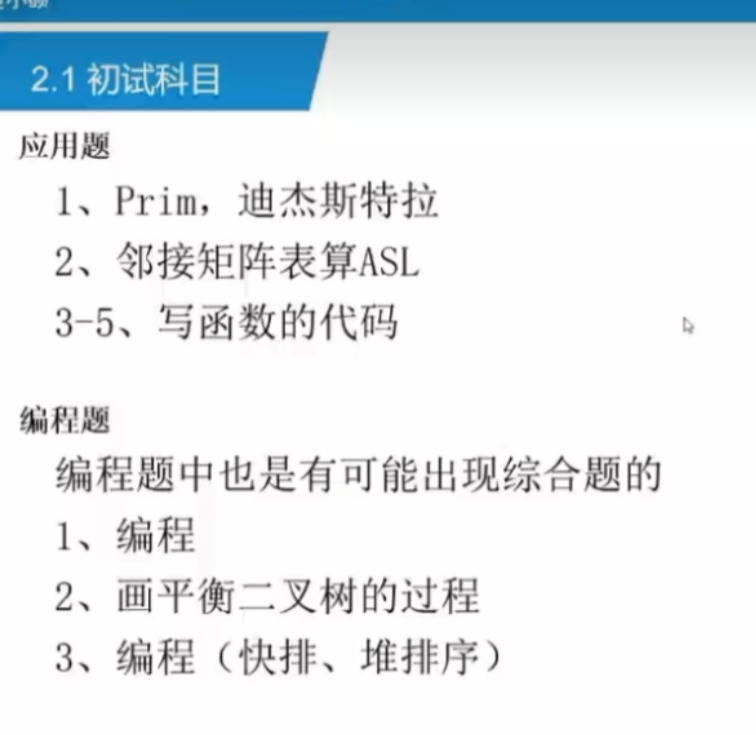 2.1 初试科目
应用题
1、Prim，迪杰斯特拉
2、邻接矩阵表算ASL
3-5、写函数的代码
编程题
编程题中也是有可能出现综合题的
1、编程
2、画平衡二叉树的过程
3、编程（快排、堆排序）